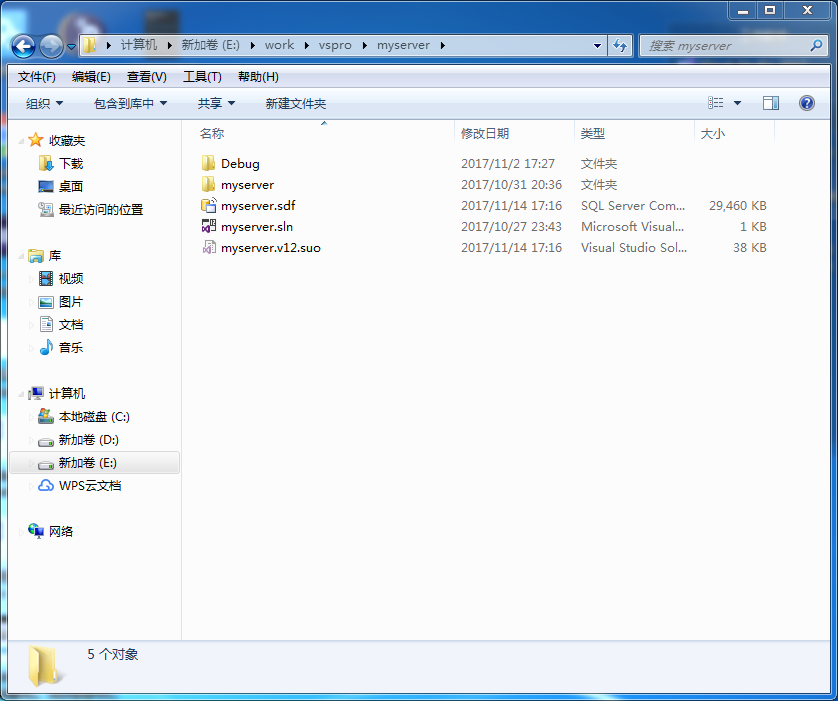 计算机 新加卷 (E:) work vspro myserver 搜索 myserver
文件(F) 编辑(E) 查看(V) 工具(T) 帮助(H)
组织 包含到库中 共享 新建文件夹
收藏夹
下载
桌面
最近访问的位置
库
视频
图片
文档
音乐
计算机
本地磁盘 (C:)
新加卷 (D:)
新加卷 (E:)
WPS云文档
网络
名称 修改日期 类型 大小
Debug 2017/11/2 17:27 文件夹
myserver 2017/10/31 20:36 文件夹
myserver.sdf 2017/11/14 17:16 SQL Server Com... 29,460 KB
myserver.sln 2017/10/27 23:43 Microsoft Visual... 1 KB
myserver.v12.suo 2017/11/14 17:16 Visual Studio Sol... 38 KB
5 个对象